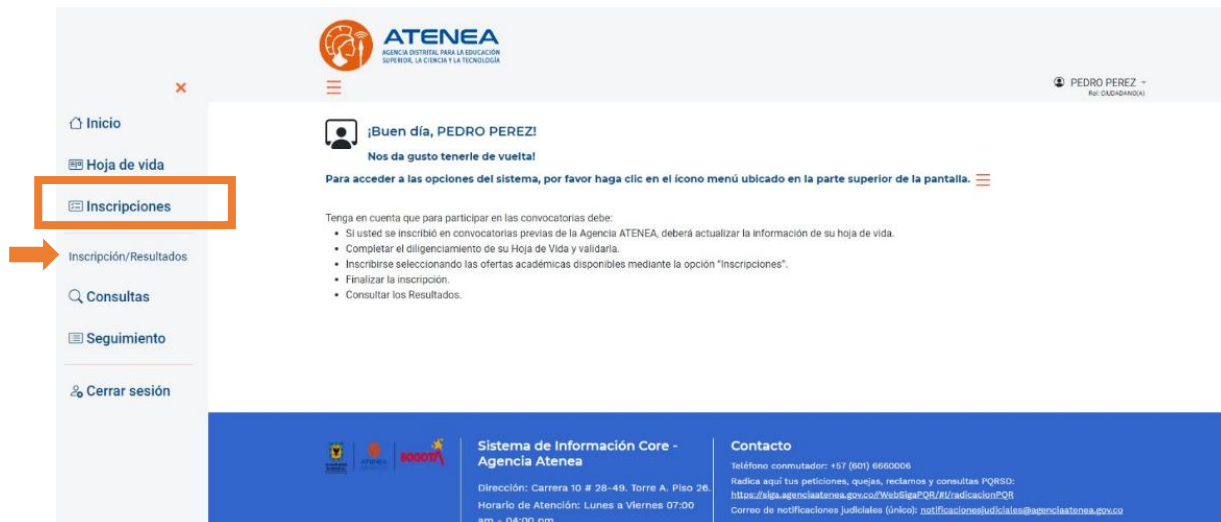 ATENEA
AGENCIA DISTRITAL PARA LA EDUCACIÓN
SUPERIOR, LA CIENCIA Y LA TECNOLOGÍA
PEDRO PEREZ
Rol: CIUDADANO(A)
Inicio
Hoja de vida
Inscripciones
Inscripción/Resultados
Consultas
Seguimiento
Cerrar sesión
¡Buen día, PEDRO PEREZ!
Nos da gusto tenerle de vuelta!
Para acceder a las opciones del sistema, por favor haga clic en el ícono menú ubicado en la parte superior de la pantalla.
Tenga en cuenta que para participar en las convocatorias debe:
• Si usted se inscribió en convocatorias previas de la Agencia ATENEA, deberá actualizar la información de su hoja de vida.
• Completar el diligenciamiento de su Hoja de Vida y validarla.
• Inscribirse seleccionando las ofertas académicas disponibles mediante la opción "Inscripciones".
• Finalizar la inscripción.
• Consultar los Resultados.
ATENEA
BOGOTÁ
Sistema de Información Core -
Agencia Atenea
Dirección: Carrera 10 # 28-49. Torre A. Piso 26.
Horario de Atención: Lunes a Viernes 07:00
am - 04:00 pm
Contacto
Teléfono conmutador: +57 (601) 6660006
Radica aquí tus peticiones, quejas, reclamos y consultas PQRSD:
https://siga.agenciaatenea.gov.co//WebSigaPQR/#!/radicacionPQR
Correo de notificaciones judiciales (único): notificacionesjudiciales@agenciaatenea.gov.co